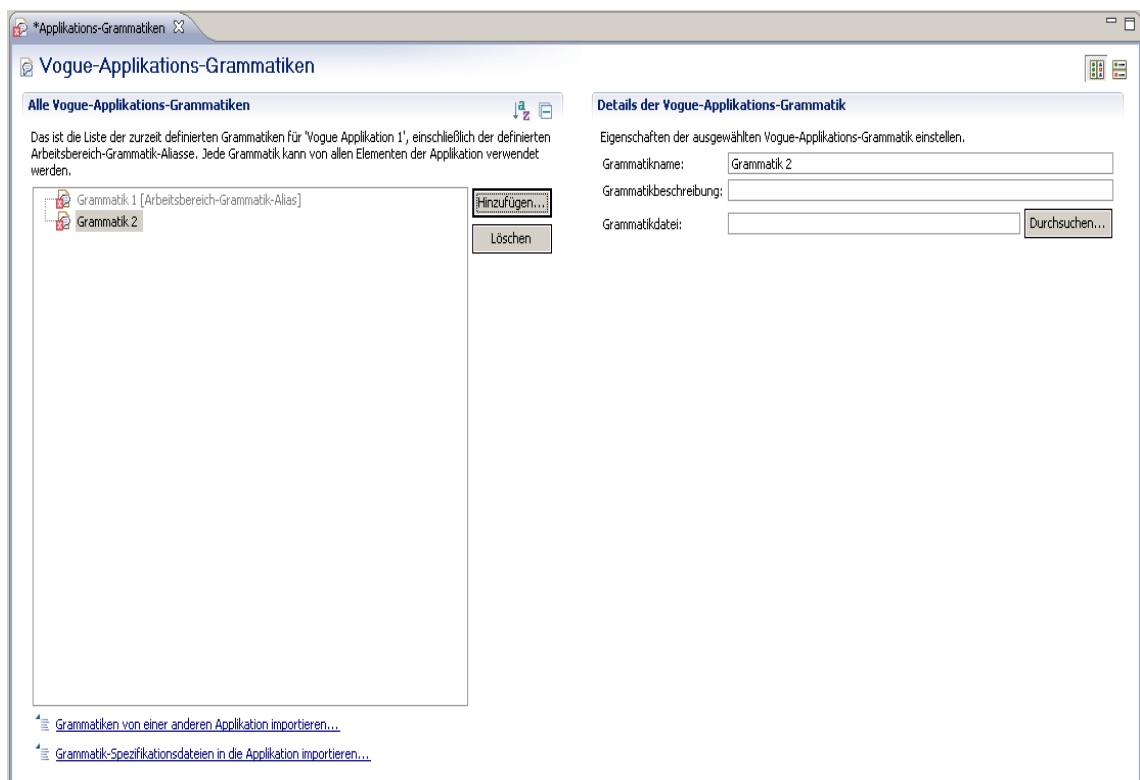 *Applikations-Grammatiken
Vogue-Applikations-Grammatiken
Alle Vogue-Applikations-Grammatiken
Das ist die Liste der zurzeit definierten Grammatiken für 'Vogue Applikation 1', einschließlich der definierten
Arbeitsbereich-Grammatik-Aliasse. Jede Grammatik kann von allen Elementen der Applikation verwendet
werden.
Grammatik 1 [Arbeitsbereich-Grammatik-Alias]
Grammatik 2
Hinzufügen...
Löschen
Grammatiken von einer anderen Applikation importieren...
Grammatik-Spezifikationsdateien in die Applikation importieren...
Details der Vogue-Applikations-Grammatik
Eigenschaften der ausgewählten Vogue-Applikations-Grammatik einstellen.
Grammatikname: Grammatik 2
Grammatikbeschreibung:
Grammatikdatei: Durchsuchen...